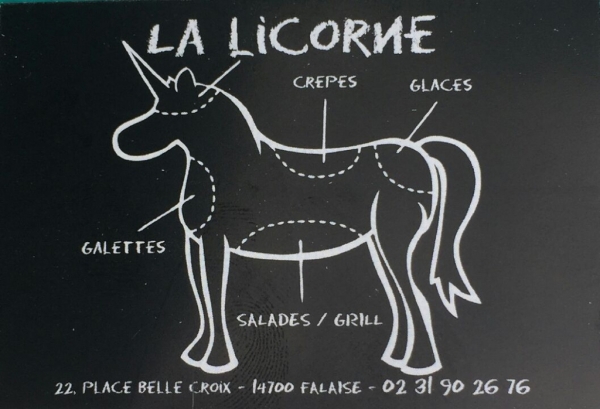 LA LiCORNE
CREPES
GLACES
GALETTES
SALADES / GRILL
22, PLACE BELLE CROIX - 14700 FALAISE - 02 31 90 26 76